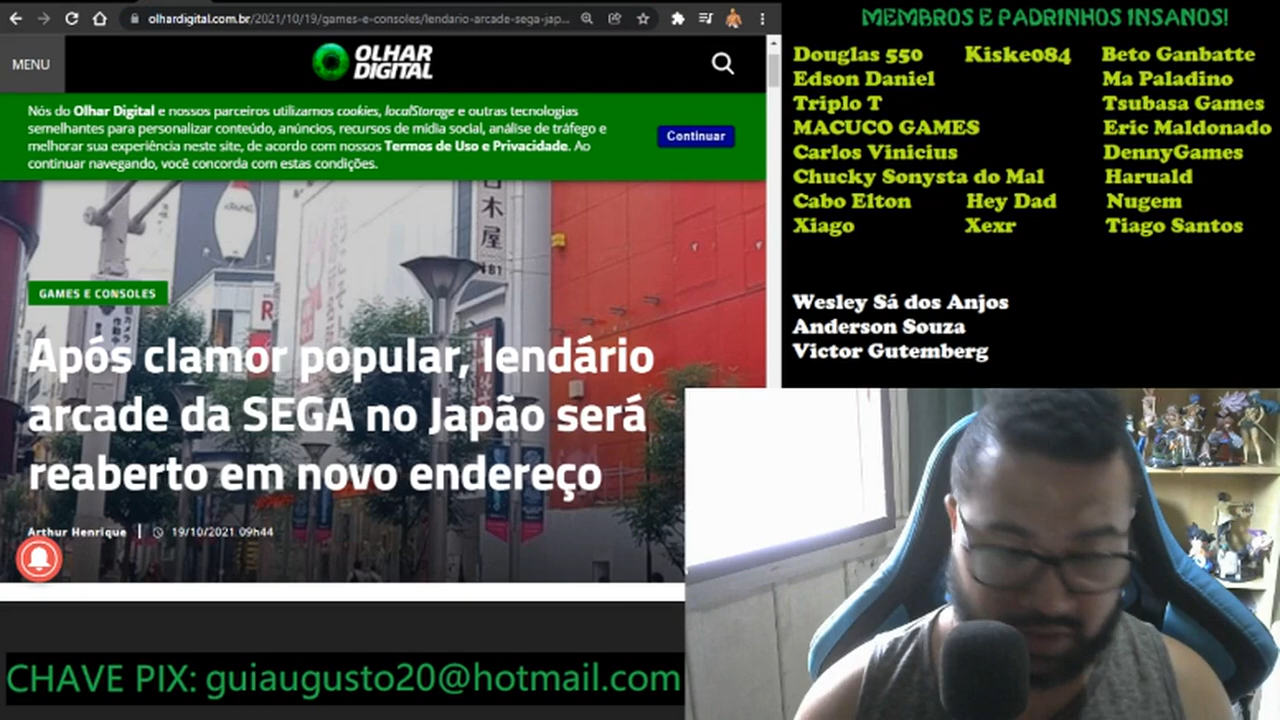 olhardigital.com.br/2021/10/19/games-e-consoles/lendario-arcade-sega-jap...
MENU
OLHAR
DIGITAL
Nós do Olhar Digital e nossos parceiros utilizamos cookies, localStorage e outras tecnologias
semelhantes para personalizar conteúdo, anúncios, recursos de mídia social, análise de tráfego e
melhorar sua experiência neste site, de acordo com nossos Termos de Uso e Privacidade. Ao
continuar navegando, você concorda com estas condições.
Continuar
木
屋
181
R
GAMES E CONSOLES
Após clamor popular, lendário
arcade da SEGA no Japão será
reaberto em novo endereço
Arthur Henrique | 19/10/2021 09h44
CHAVE PIX: guiaugusto20@hotmail.com
MEMBROS E PADRINHOS INSANOS!
Douglas 550 Kiske084 Beto Ganbatte
Edson Daniel Ma Paladino
Triplo T Tsubasa Games
MACUCO GAMES Eric Maldonado
Carlos Vinicius DennyGames
Chucky Sonysta do Mal Haruald
Cabo Elton Hey Dad Nugem
Xiago Xexr Tiago Santos
Wesley Sá dos Anjos
Anderson Souza
Victor Gutemberg